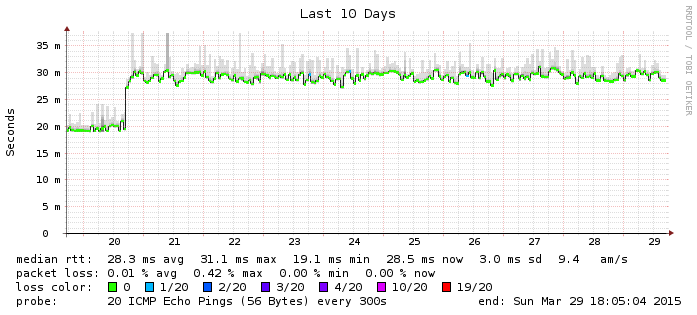 Last 10 Days
RRDTOOL / TOBI OETIKER
Seconds
35 m
30 m
25 m
20 m
15 m
10 m
5 m
0
20 21 22 23 24 25 26 27 28 29
median rtt: 28.3 ms avg 31.1 ms max 19.1 ms min 28.5 ms now 3.0 ms sd 9.4 am/s
packet loss: 0.01 % avg 0.42 % max 0.00 % min 0.00 % now
loss color: 0 1/20 2/20 3/20 4/20 10/20 19/20
probe: 20 ICMP Echo Pings (56 Bytes) every 300s end: Sun Mar 29 18:05:04 2015